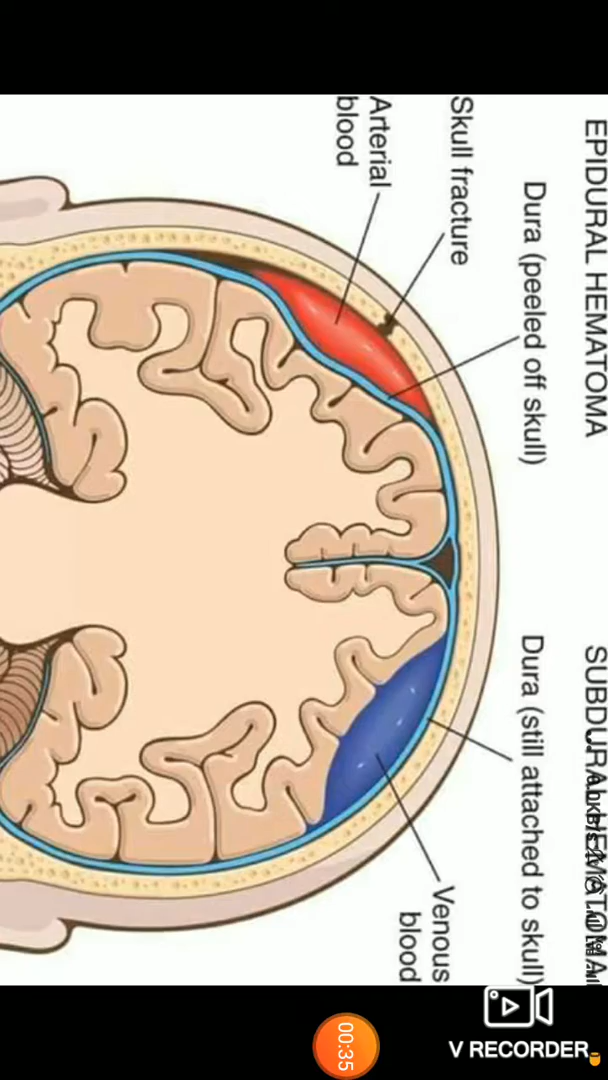 EPIDURAL HEMATOMA
SUBDURAL HEMATOMA
Dura (peeled off skull)
Dura (still attached to skull)
Skull fracture
Arterial
blood
Venous
blood
00:35
V RECORDER